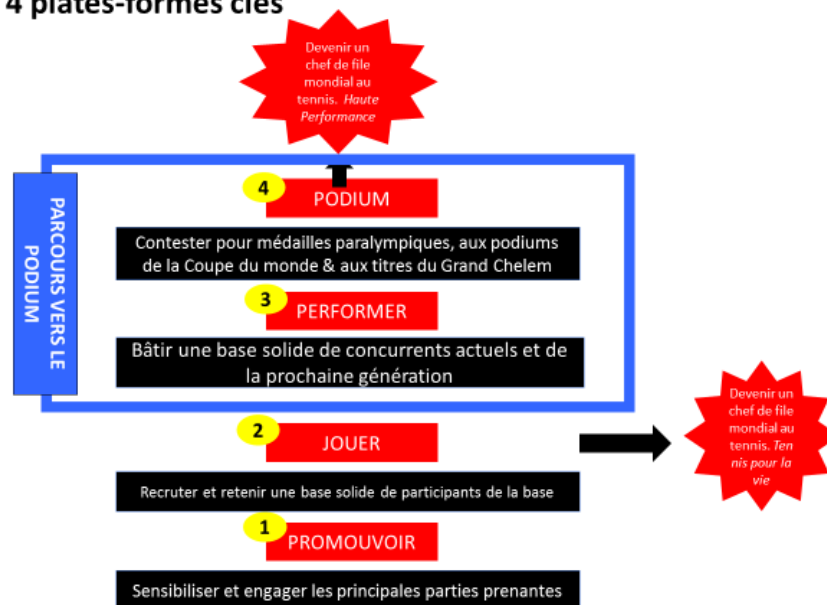 4 plates-formes clés
Devenir un
chef de file
mondial au
tennis. Haute
Performance
PARCOURS VERS LE
PODIUM
4
PODIUM
Contester pour médailles paralympiques, aux podiums
de la Coupe du monde & aux titres du Grand Chelem
3
PERFORMER
Bâtir une base solide de concurrents actuels et de
la prochaine génération
2
JOUER
Recruter et retenir une base solide de participants de la base
Devenir un
chef de file
mondial au
tennis. Ten
nis pour la
vie
1
PROMOUVOIR
Sensibiliser et engager les principales parties prenantes